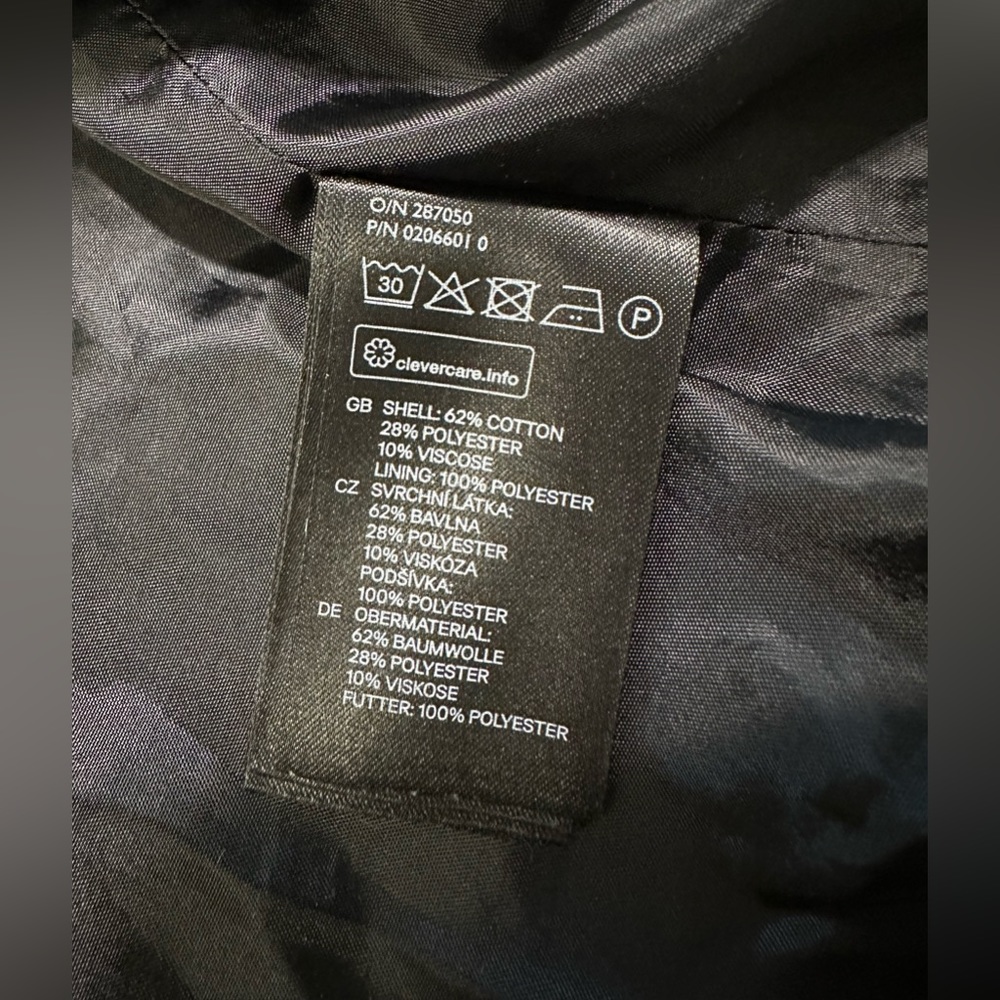 O/N 287050
P/N 0206601 0
30 P
clevercare.info
GB SHELL: 62% COTTON
28% POLYESTER
10% VISCOSE
LINING: 100% POLYESTER
CZ SVRCHNÍ LÁTKA:
62% BAVLNA
28% POLYESTER
10% VISKÓZA
PODŠÍVKA:
100% POLYESTER
DE OBERMATERIAL:
62% BAUMWOLLE
28% POLYESTER
10% VISKOSE
FUTTER: 100% POLYESTER